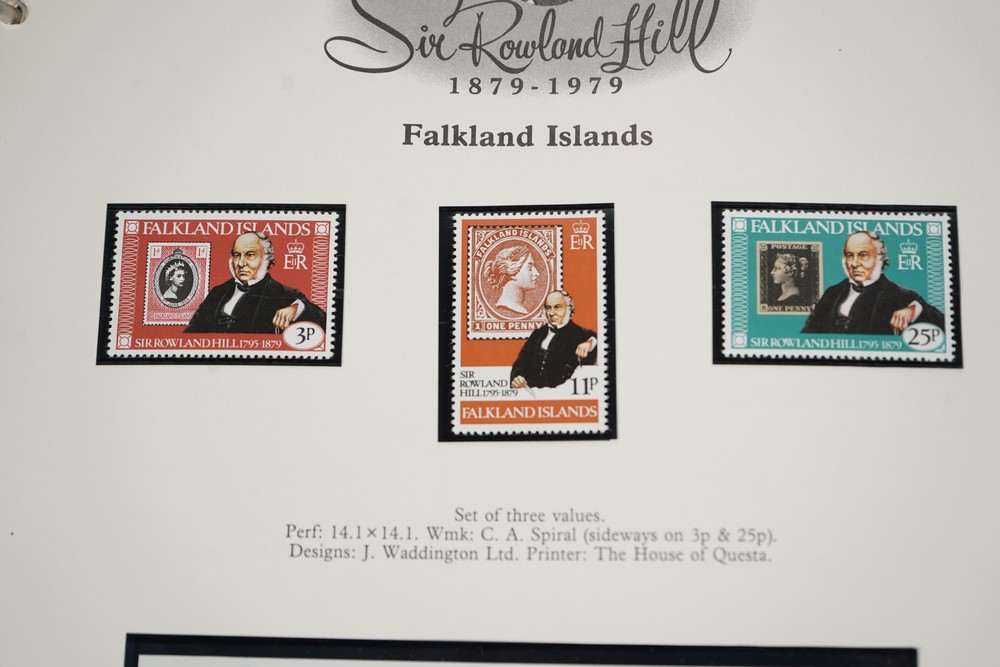 Sir Rowland Hill
1879-1979
Falkland Islands
FALKLAND ISLANDS
EIIR
3P
SIR ROWLAND HILL 1795-1879
FALKLAND ISLANDS
ONE PENNY
EIIR
SIR
ROWLAND
HILL 1795-1879
11P
FALKLAND ISLANDS
FALKLAND ISLANDS
POSTAGE
ONE PENNY
EIIR
25P
SIR ROWLAND HILL 1795-1879
Set of three values.
Perf: 14.1 × 14.1. Wmk: C. A. Spiral (sideways on 3p & 25p).
Designs: J. Waddington Ltd. Printer: The House of Questa.